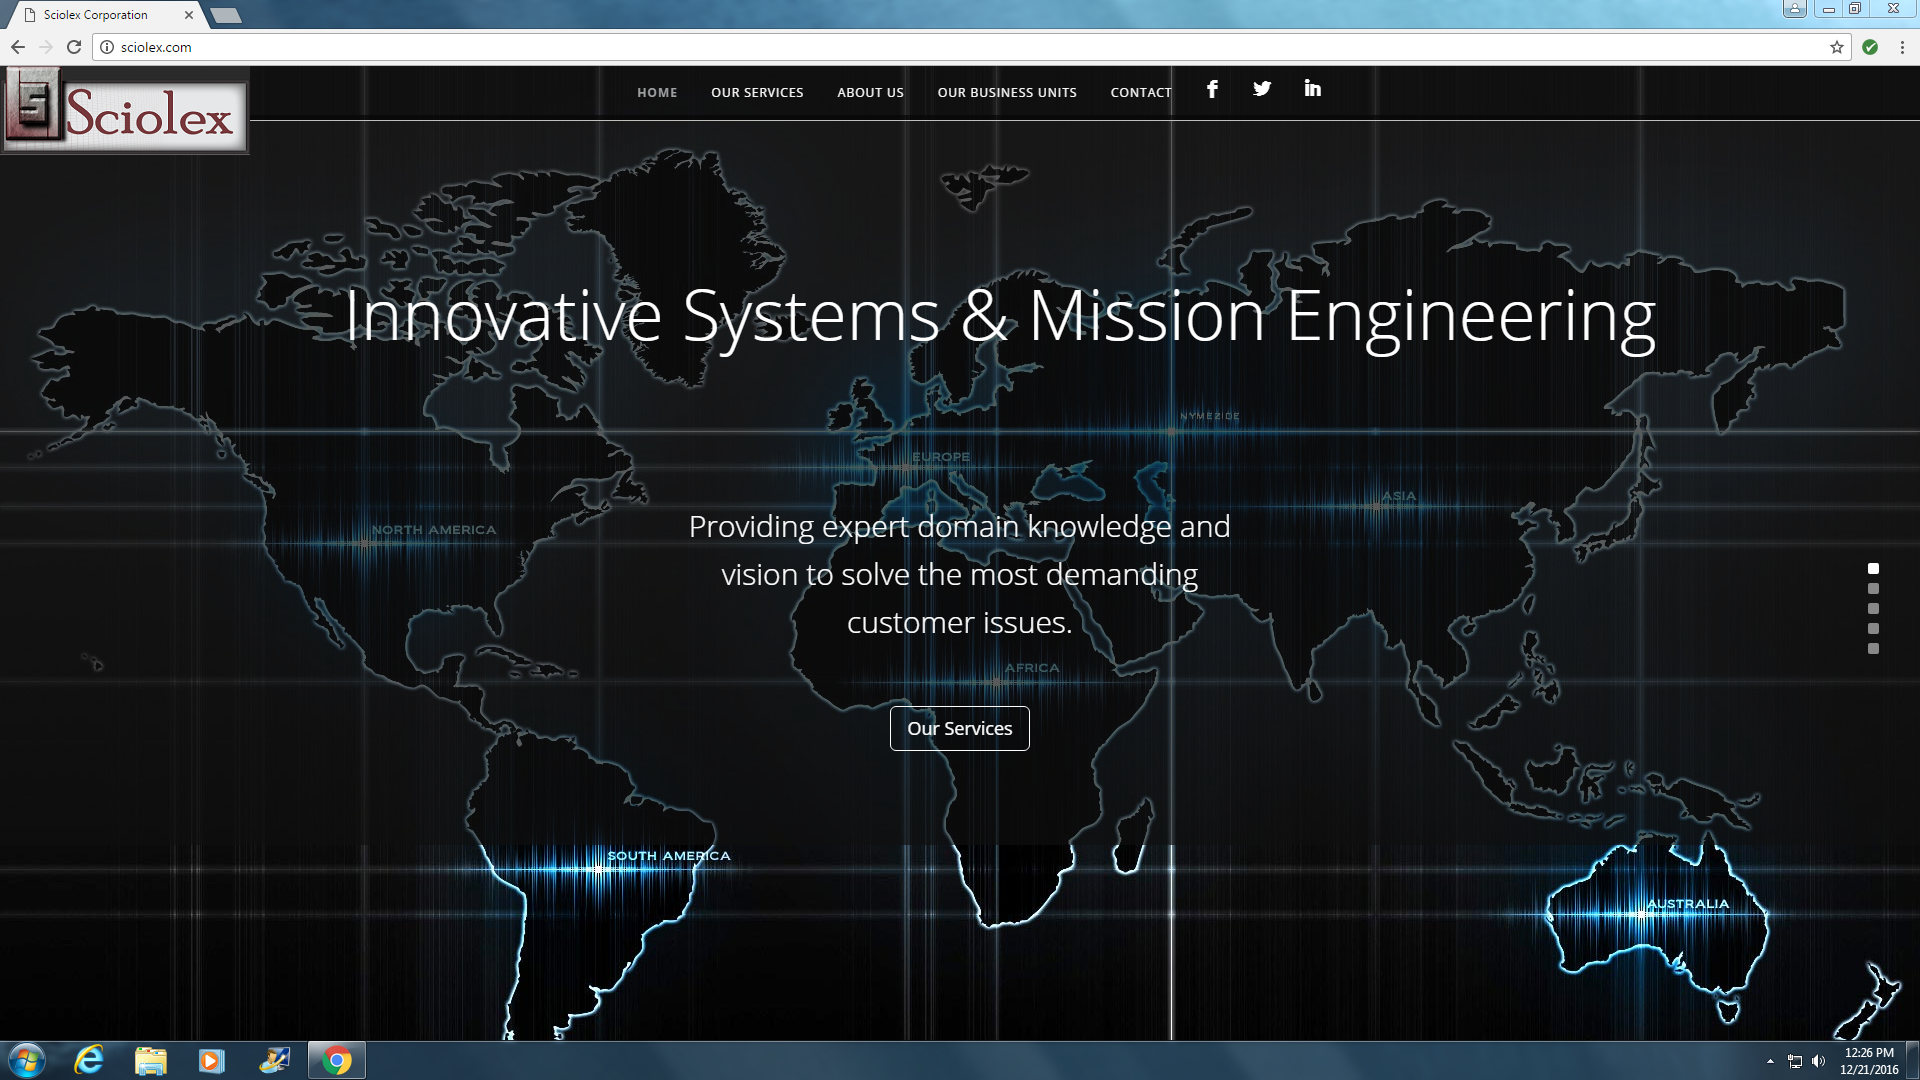 Sciolex Corporation
sciolex.com
Sciolex
HOME OUR SERVICES ABOUT US OUR BUSINESS UNITS CONTACT
Innovative Systems & Mission Engineering
NYMEZIDE
EUROPE
ASIA
NORTH AMERICA
Providing expert domain knowledge and
vision to solve the most demanding
customer issues.
AFRICA
Our Services
SOUTH AMERICA
AUSTRALIA
12:26 PM
12/21/2016